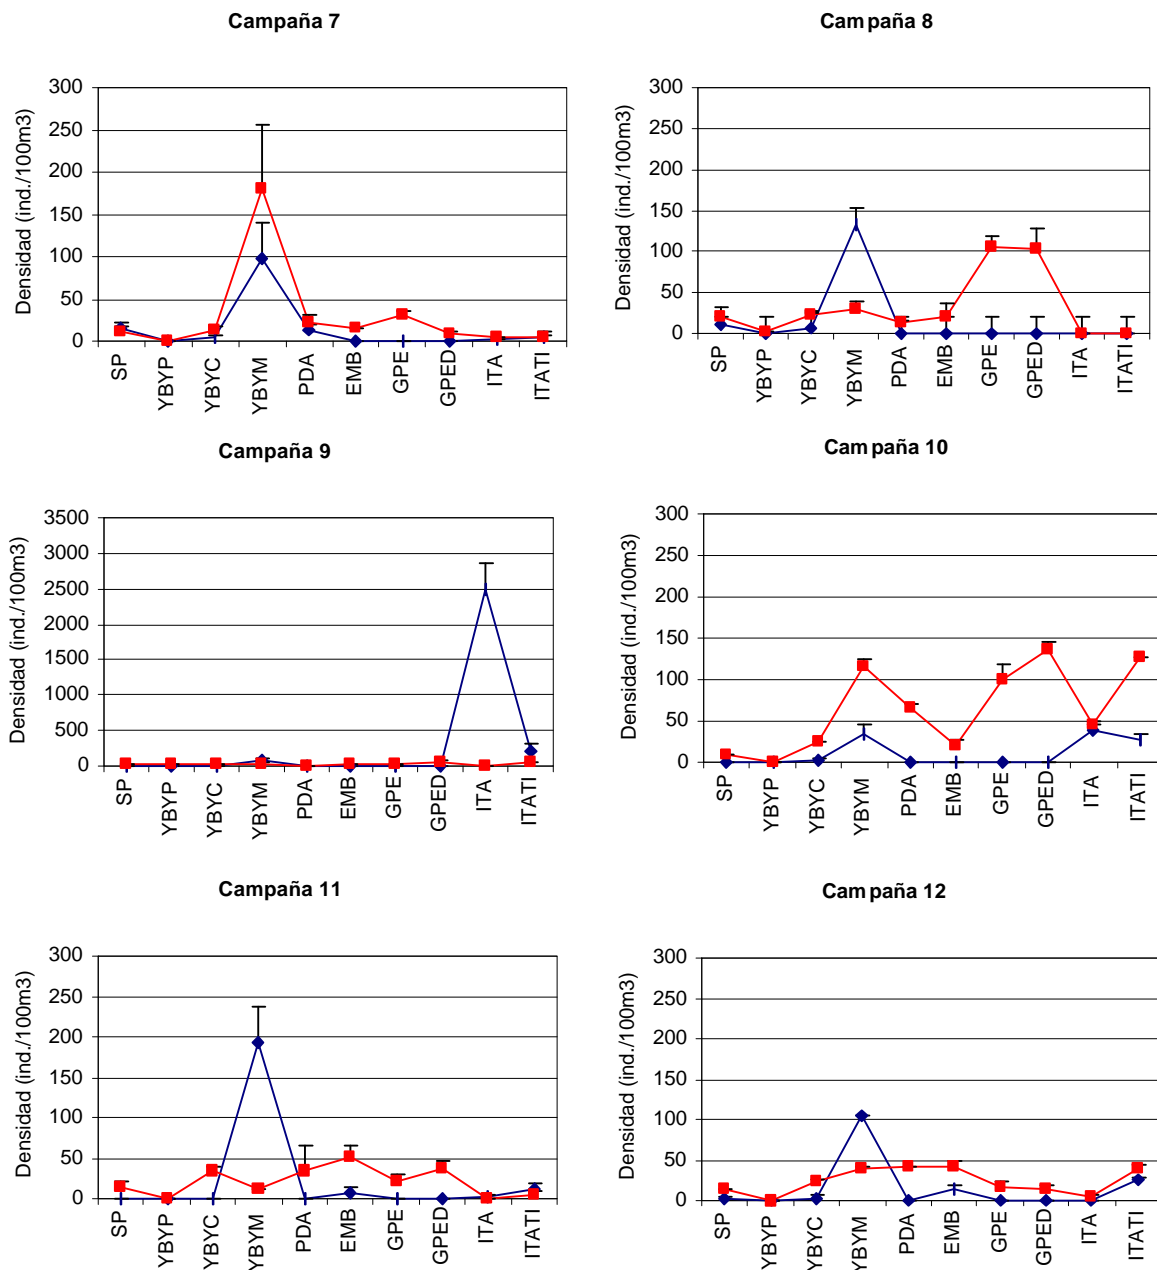 Campaña 7
Densidad (ind./100m3)
300
250
200
150
100
50
0
SP
YBYP
YBYC
YBYM
PDA
EMB
GPE
GPED
ITA
ITATI
Campaña 8
Densidad (ind./100m3)
300
250
200
150
100
50
0
SP
YBYP
YBYC
YBYM
PDA
EMB
GPE
GPED
ITA
ITATI
Campaña 9
Densidad (ind./100m3)
3500
3000
2500
2000
1500
1000
500
0
SP
YBYP
YBYC
YBYM
PDA
EMB
GPE
GPED
ITA
ITATI
Campaña 10
Densidad (ind./100m3)
300
250
200
150
100
50
0
SP
YBYP
YBYC
YBYM
PDA
EMB
GPE
GPED
ITA
ITATI
Campaña 11
Densidad (ind./100m3)
300
250
200
150
100
50
0
SP
YBYP
YBYC
YBYM
PDA
EMB
GPE
GPED
ITA
ITATI
Campaña 12
Densidad (ind./100m3)
300
250
200
150
100
50
0
SP
YBYP
YBYC
YBYM
PDA
EMB
GPE
GPED
ITA
ITATI